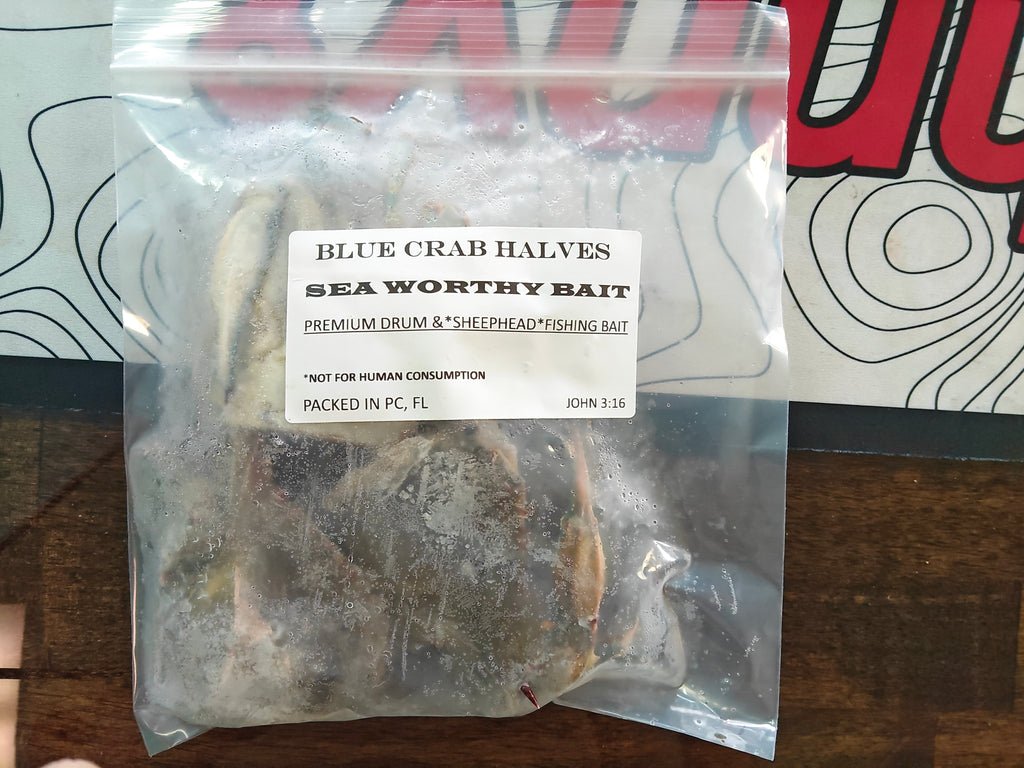 BLUE CRAB HALVES
SEA WORTHY BAIT
PREMIUM DRUM &*SHEEPHEAD*FISHING BAIT
*NOT FOR HUMAN CONSUMPTION
PACKED IN PC, FL
JOHN 3:16